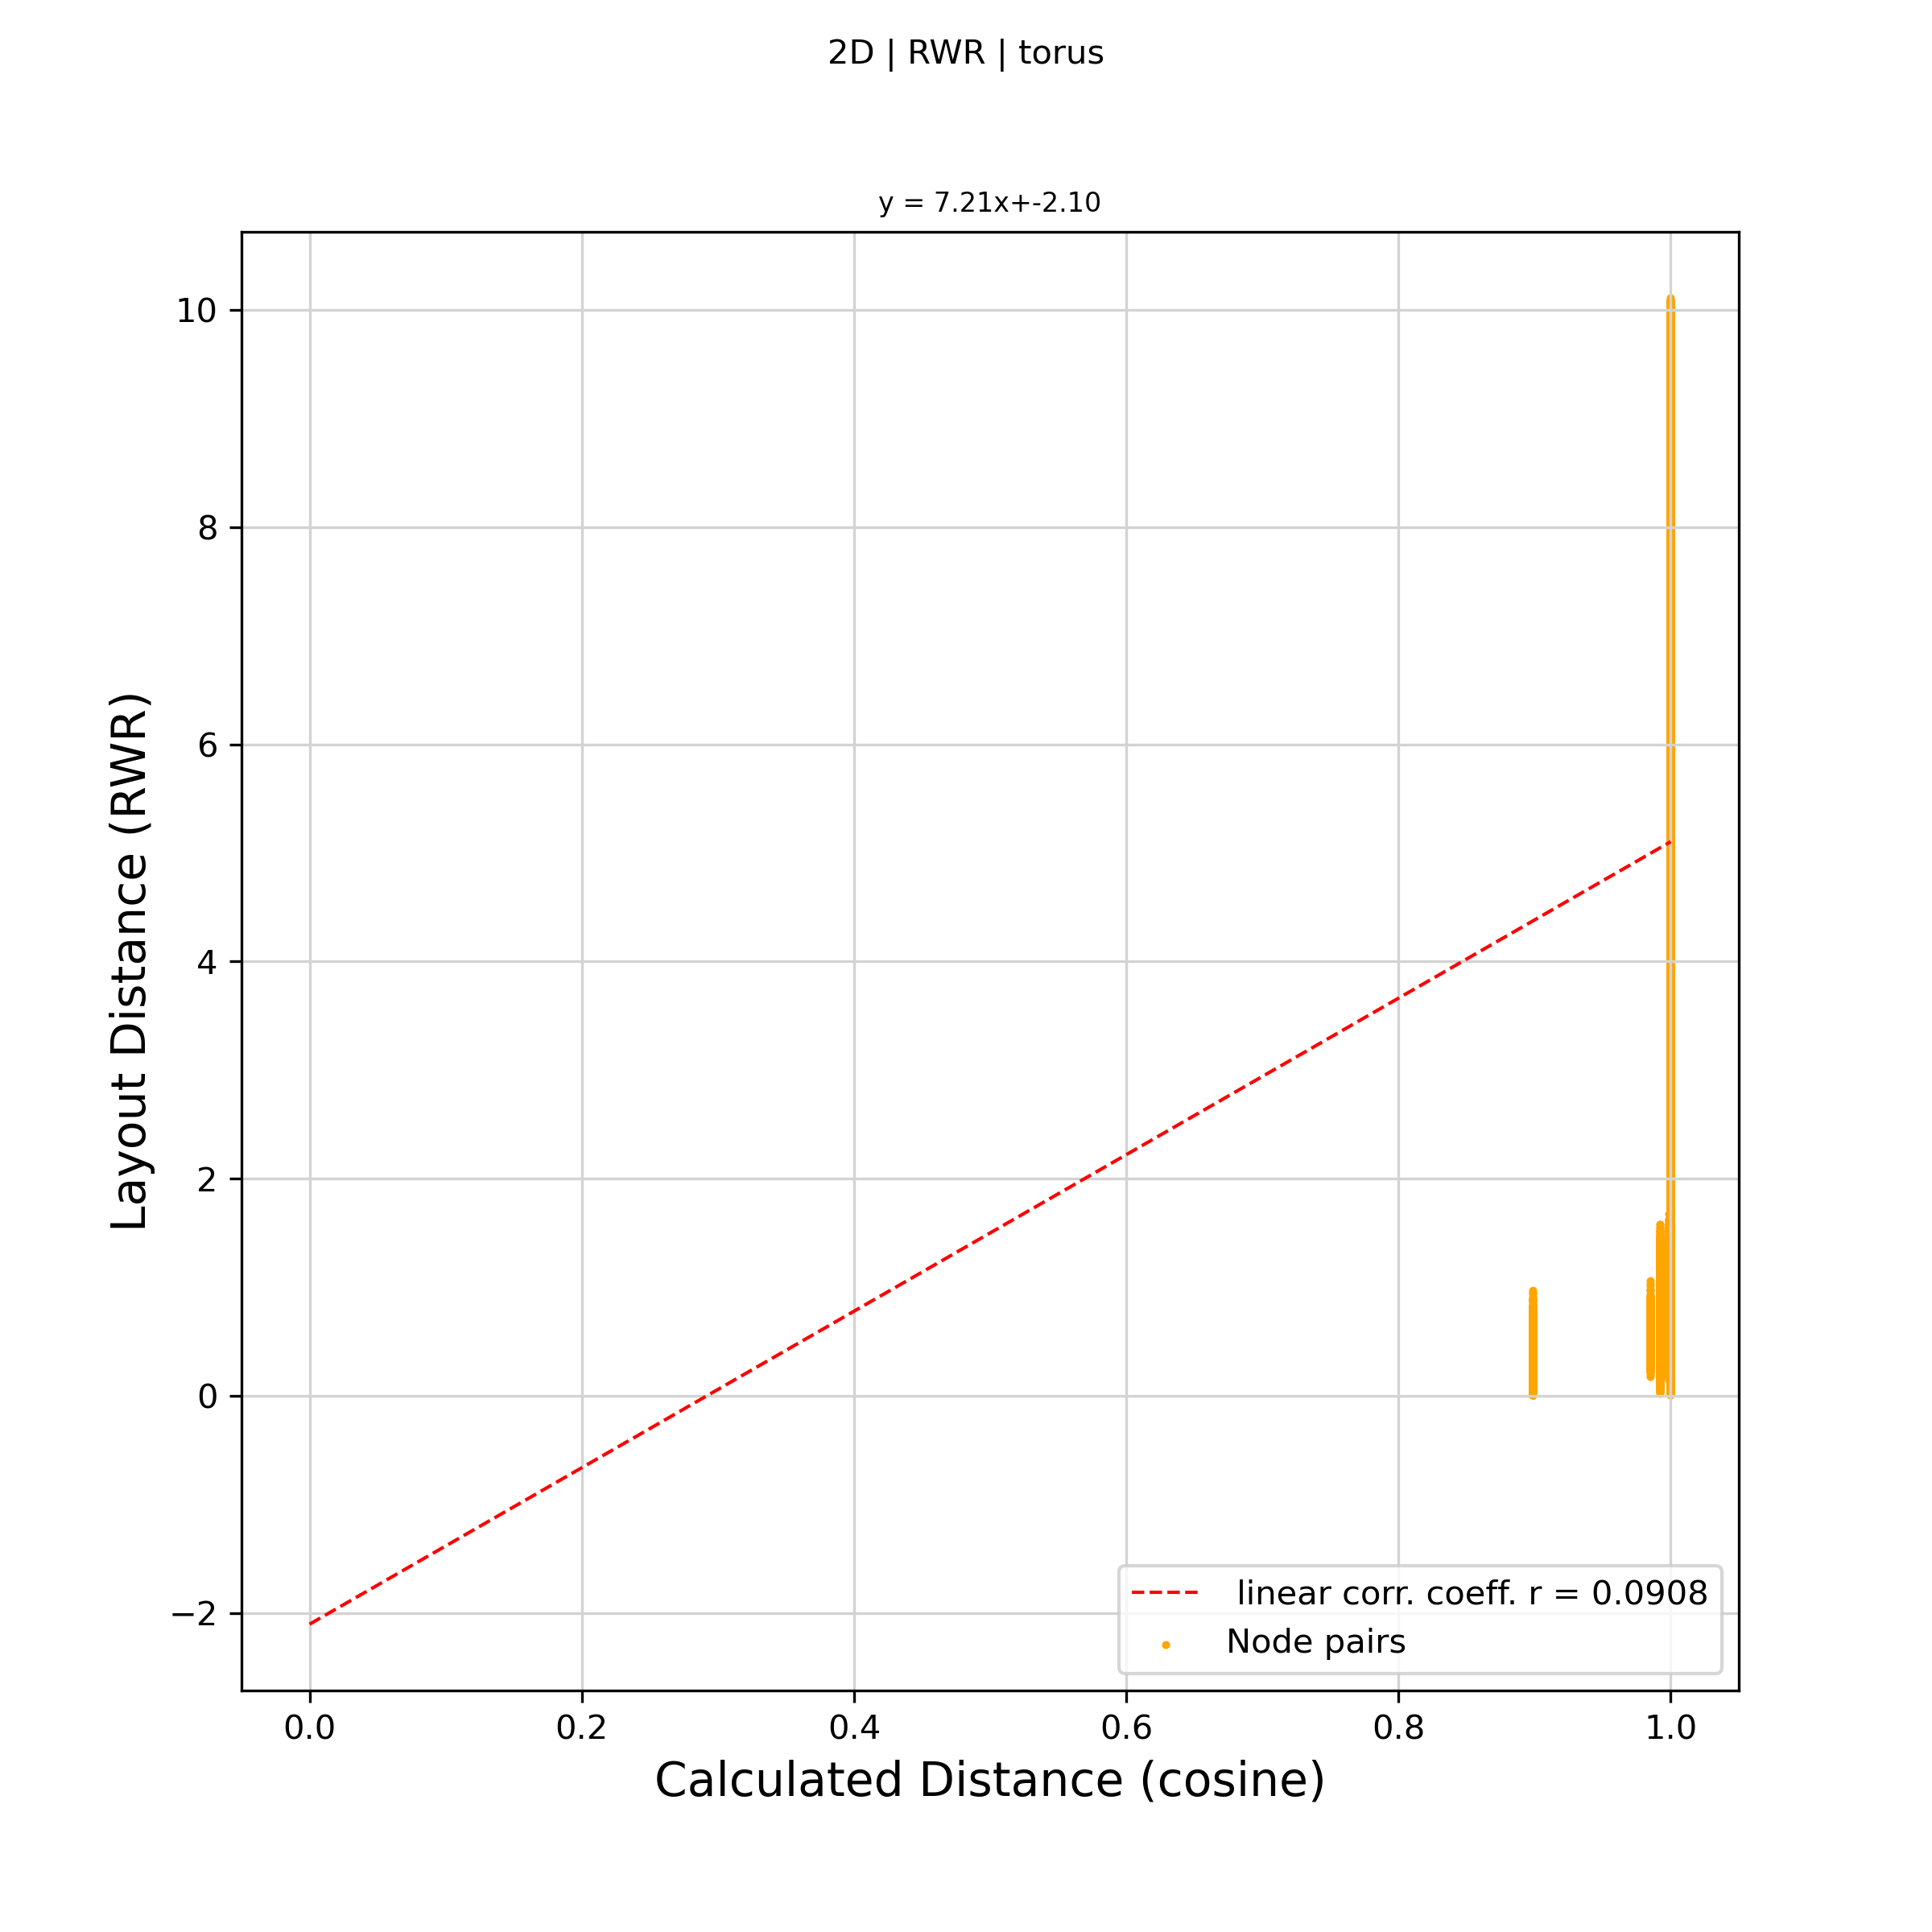 2D | RWR | torus
y = 7.21x+-2.10
Layout Distance (RWR)
10
8
6
4
2
0
−2
linear corr. coeff. r = 0.0908
Node pairs
0.0 0.2 0.4 0.6 0.8 1.0
Calculated Distance (cosine)